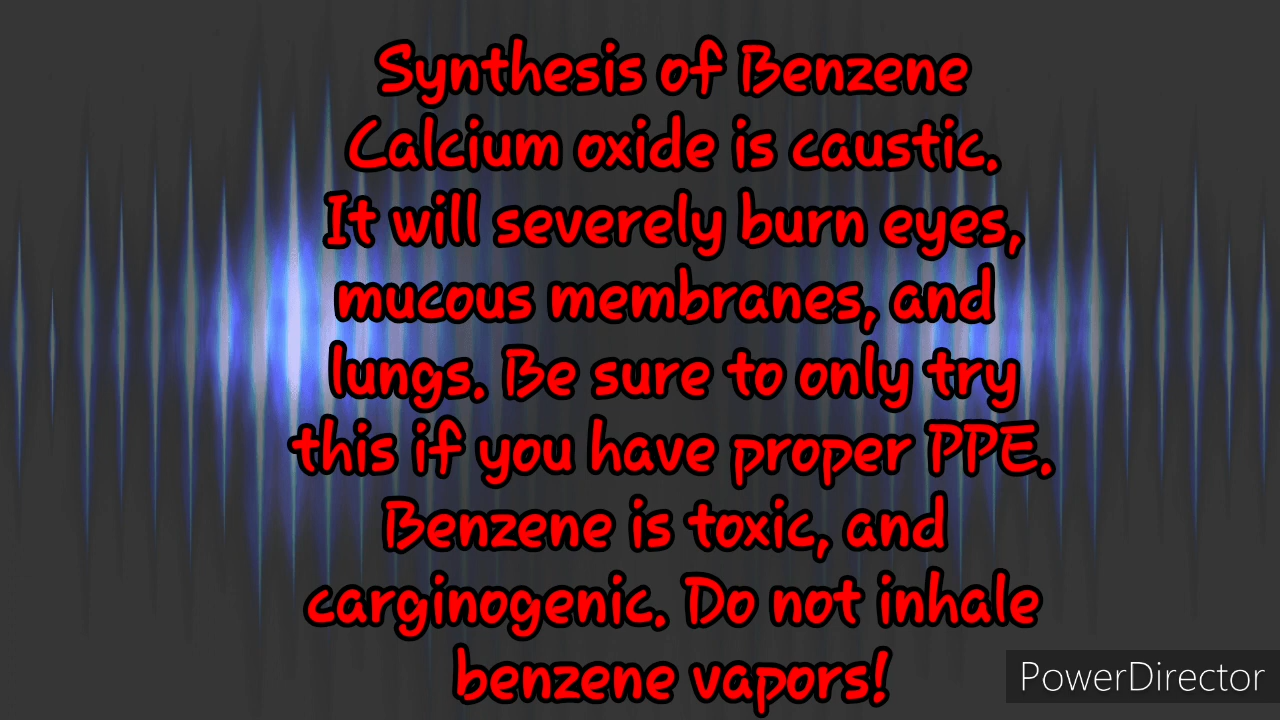 Synthesis of Benzene
Calcium oxide is caustic.
It will severely burn eyes,
mucous membranes, and
lungs. Be sure to only try
this if you have proper PPE.
Benzene is toxic, and
carginogenic. Do not inhale
benzene vapors!
PowerDirector